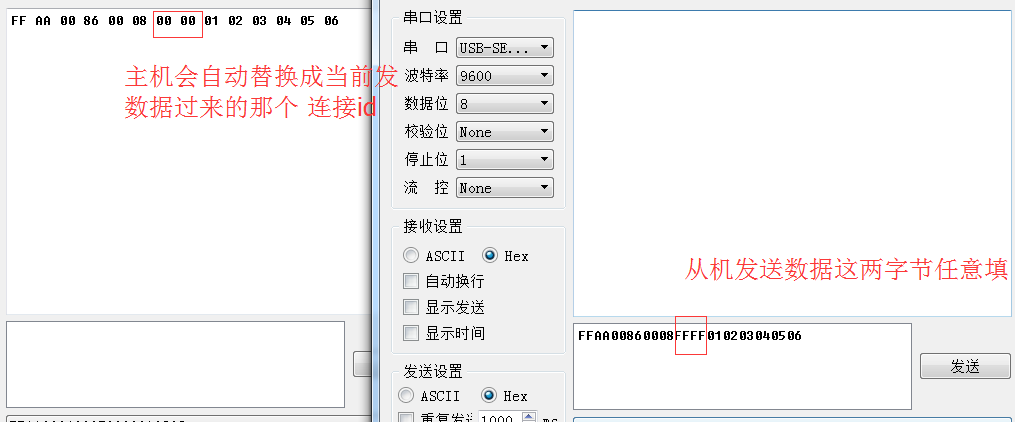 FF AA 00 86 00 08 00 00 01 02 03 04 05 06
主机会自动替换成当前发
数据过来的那个 连接id
串口设置
串 口 USB-SE...
波特率 9600
数据位 8
校验位 None
停止位 1
流 控 None
接收设置
ASCII Hex
自动换行
显示发送
显示时间
发送设置
ASCII Hex
1000
从机发送数据这两字节任意填
FFAA00860008FFFF010203040506
发送